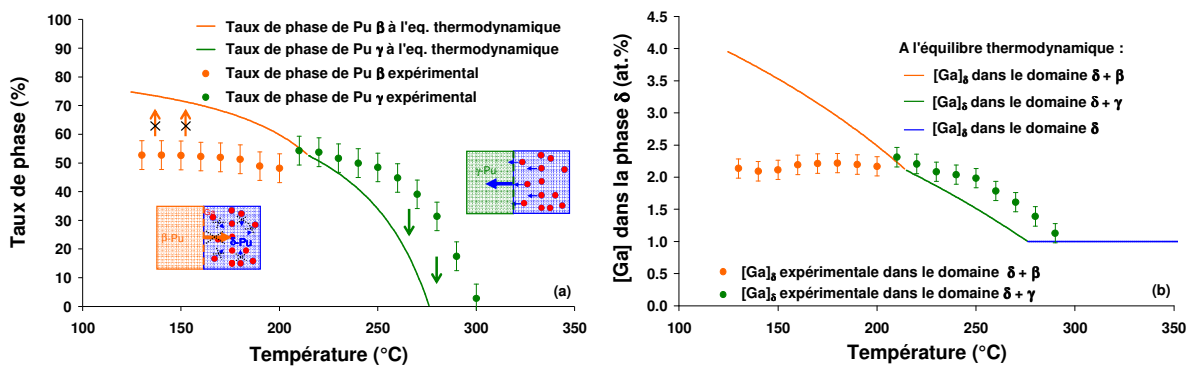 100
90
80
70
60
50
40
30
20
10
0
Taux de phase (%)
Taux de phase de Pu β à l'eq. thermodynamique
Taux de phase de Pu γ à l'eq. thermodynamique
Taux de phase de Pu β expérimental
Taux de phase de Pu γ expérimental
γ-Pu
β-Pu
δ-Pu
(a)
100 150 200 250 300 350
Température (°C)
4.5
4.0
3.5
3.0
2.5
2.0
1.5
1.0
0.5
0.0
[Ga] dans la phase δ (at.%)
A l'équilibre thermodynamique :
[Ga]δ dans le domaine δ + β
[Ga]δ dans le domaine δ + γ
[Ga]δ dans le domaine δ
[Ga]δ expérimentale dans le domaine δ + β
[Ga]δ expérimentale dans le domaine δ + γ
(b)
100 150 200 250 300 350
Température (°C)